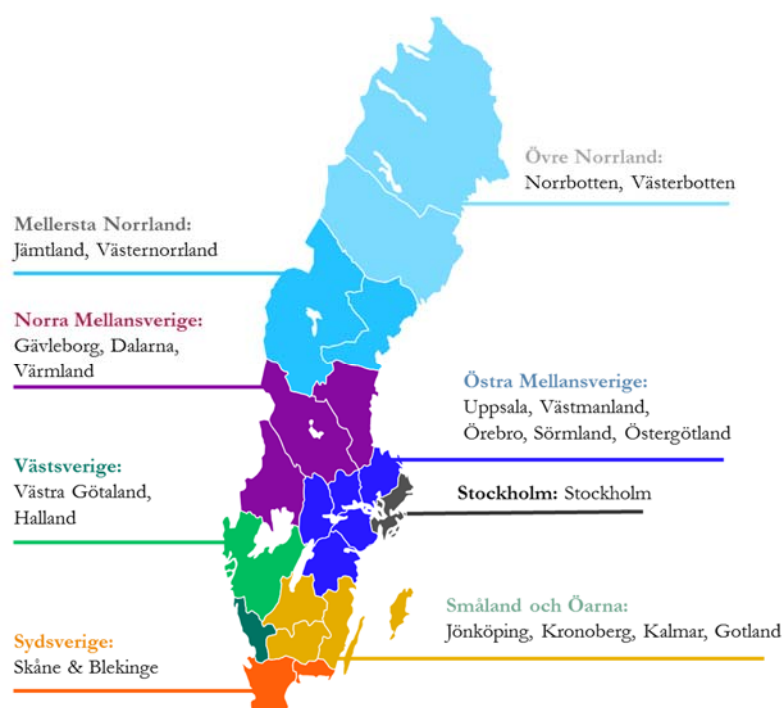 Övre Norrland:
Norrbotten, Västerbotten
Mellersta Norrland:
Jämtland, Västernorrland
Norra Mellansverige:
Gävleborg, Dalarna,
Värmland
Östra Mellansverige:
Uppsala, Västmanland,
Örebro, Sörmland, Östergötland
Västsverige:
Västra Götaland,
Halland
Stockholm: Stockholm
Småland och Öarna:
Jönköping, Kronoberg, Kalmar, Gotland
Sydsverige:
Skåne & Blekinge